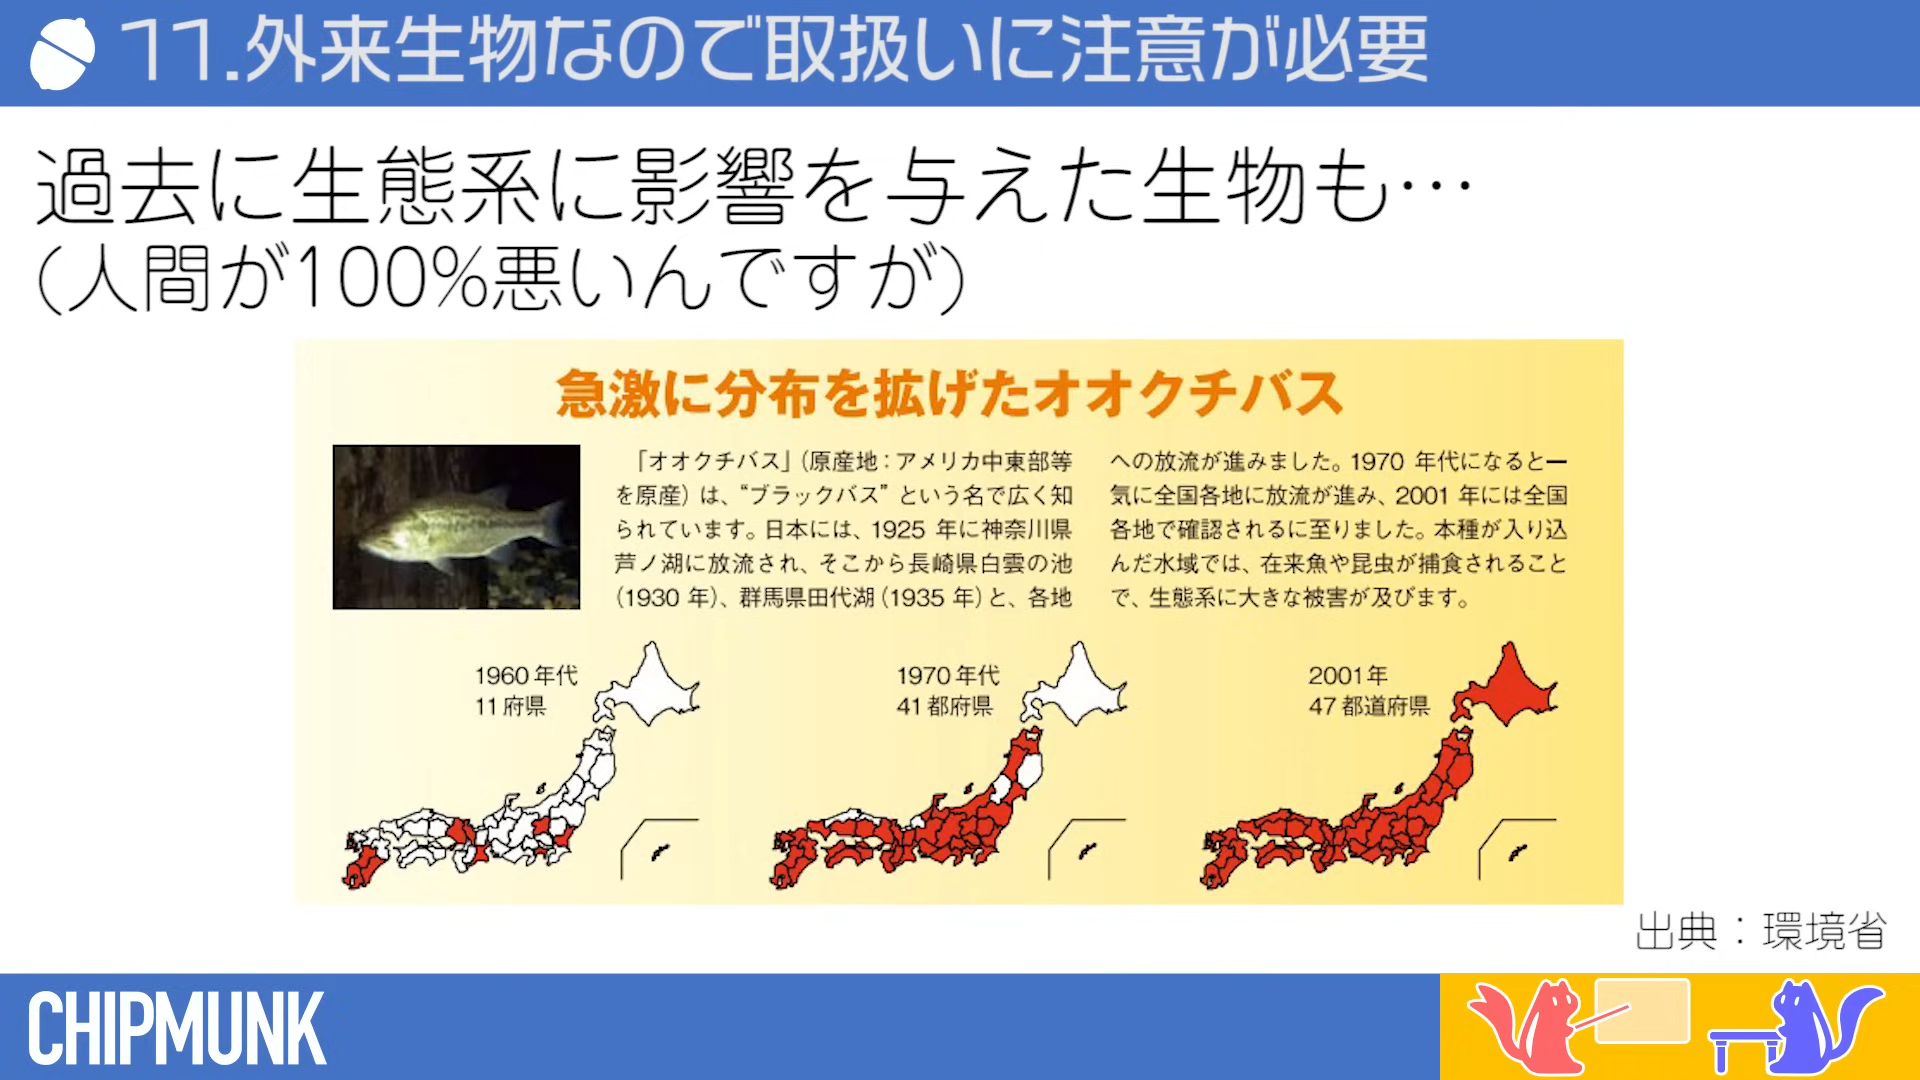 11.外来生物なので取扱いに注意が必要
過去に生態系に影響を与えた生物も…
(人間が100%悪いんですが)
急激に分布を拡げたオオクチバス
「オオクチバス」(原産地：アメリカ中東部等
を原産)は、“ブラックバス”という名で広く知
られています。日本には、1925 年に神奈川県
芦ノ湖に放流され、そこから長崎県白雲の池
(1930 年)、群馬県田代湖(1935 年)と、各地
への放流が進みました。1970 年代になると一
気に全国各地に放流が進み、2001 年には全国
各地で確認されるに至りました。本種が入り込
んだ水域では、在来魚や昆虫が捕食されること
で、生態系に大きな被害が及びます。
1960 年代
11 府県
1970 年代
41 都府県
2001年
47 都道府県
出典：環境省
CHIPMUNK